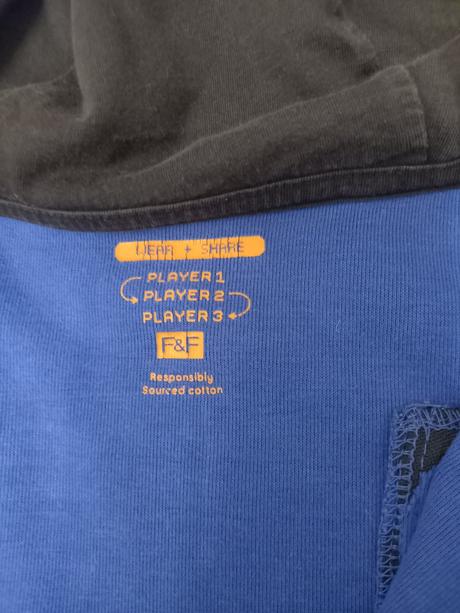 WEAR + SHARE
PLAYER 1
PLAYER 2
PLAYER 3
F&F
Responsibly
Sourced cotton